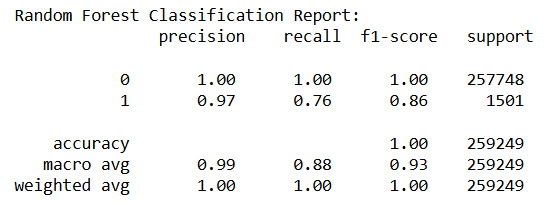 Random Forest Classification Report:
precision recall f1-score support
0 1.00 1.00 1.00 257748
1 0.97 0.76 0.86 1501
accuracy 1.00 259249
macro avg 0.99 0.88 0.93 259249
weighted avg 1.00 1.00 1.00 259249